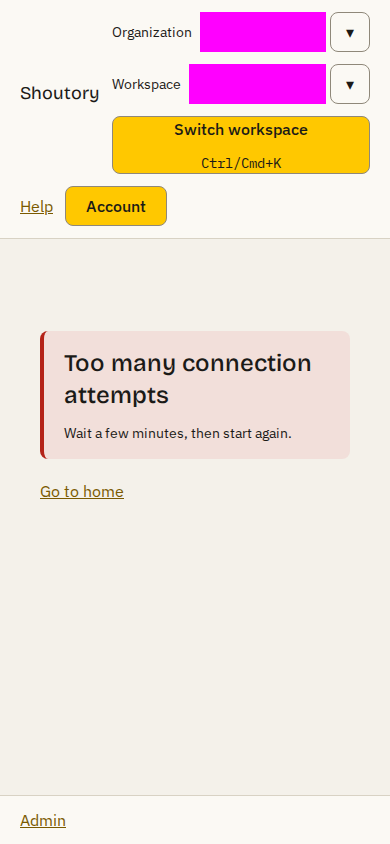 Organization
▼
Workspace
▼
Shoutory
Switch workspace
Ctrl/Cmd+K
Help
Account
Too many connection
attempts
Wait a few minutes, then start again.
Go to home
Admin